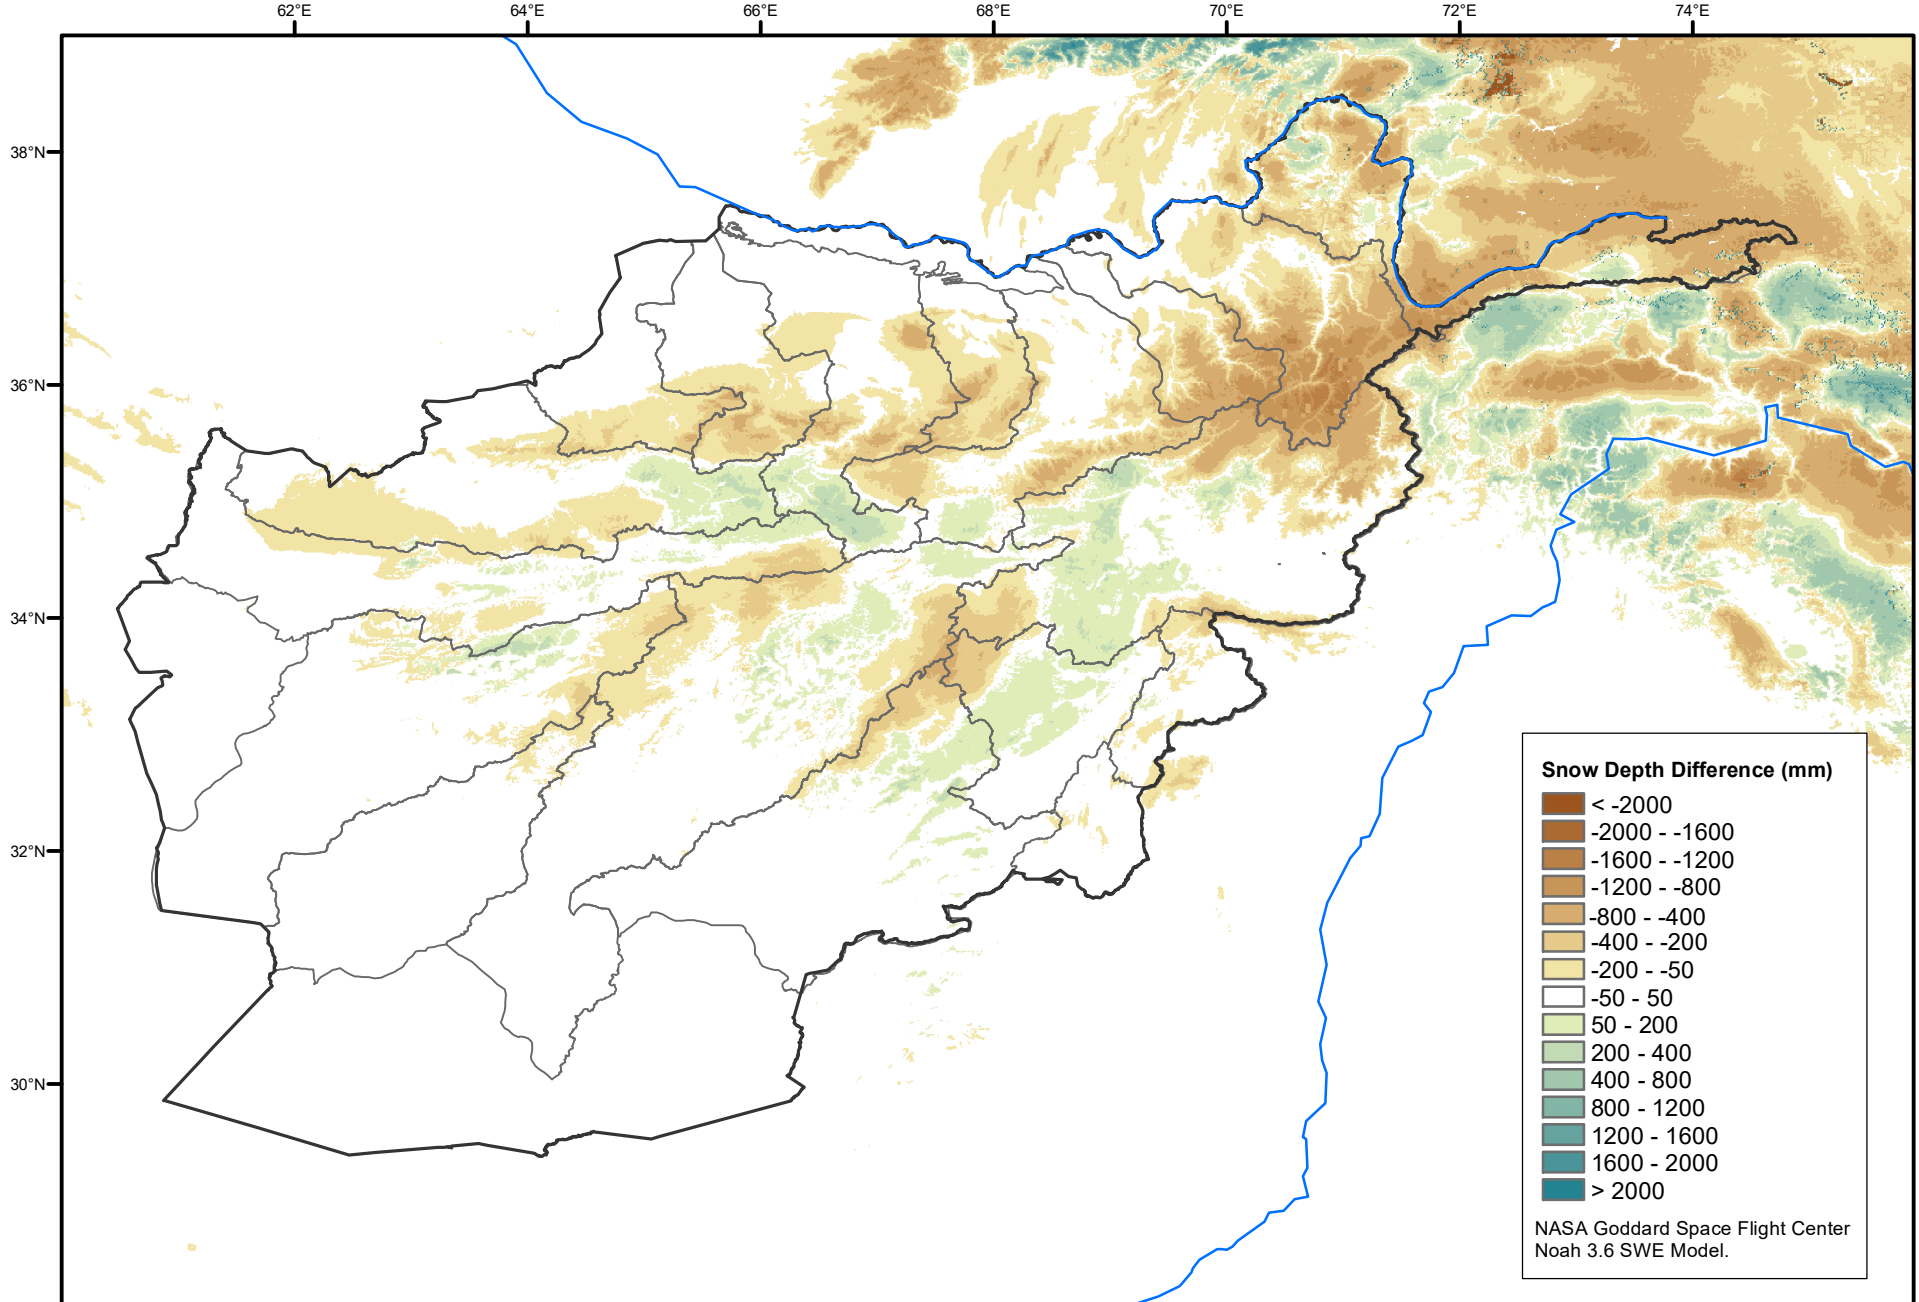 62°E 64°E 66°E 68°E 70°E 72°E 74°E
38°N
36°N
34°N
32°N
30°N
Snow Depth Difference (mm)
< -2000
-2000 - -1600
-1600 - -1200
-1200 - -800
-800 - -400
-400 - -200
-200 - -50
-50 - 50
50 - 200
200 - 400
400 - 800
800 - 1200
1200 - 1600
1600 - 2000
> 2000
NASA Goddard Space Flight Center
Noah 3.6 SWE Model.